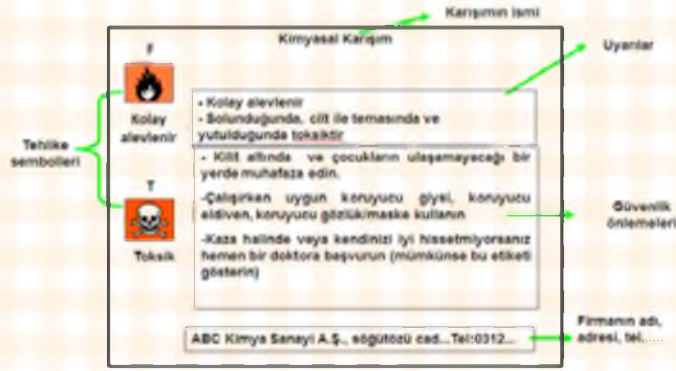 Karışımın ismi
Kimyasal Karışım
Uyarılar
F
Kolay
alevlenir
- Kolay alevlenir
- Solunduğunda, cilt ile temasında ve
yutulduğunda toksiktir
Tehlike
sembolleri
- Kilit altında ve çocukların ulaşamayacağı bir
yerde muhafaza edin.
T
Toksik
-Çalışırken uygun koruyucu giysi, koruyucu
eldiven, koruyucu gözlük/maske kullanın
Güvenlik
önlemeleri
-Kaza halinde veya kendinizi iyi hissetmiyorsanız
hemen bir doktora başvurun (mümkünse bu etiketi
gösterin)
ABC Kimya Sanayi A.Ş., söğütözü cad...Tel:0312...
Firmanın adı,
adresi, tel,.....